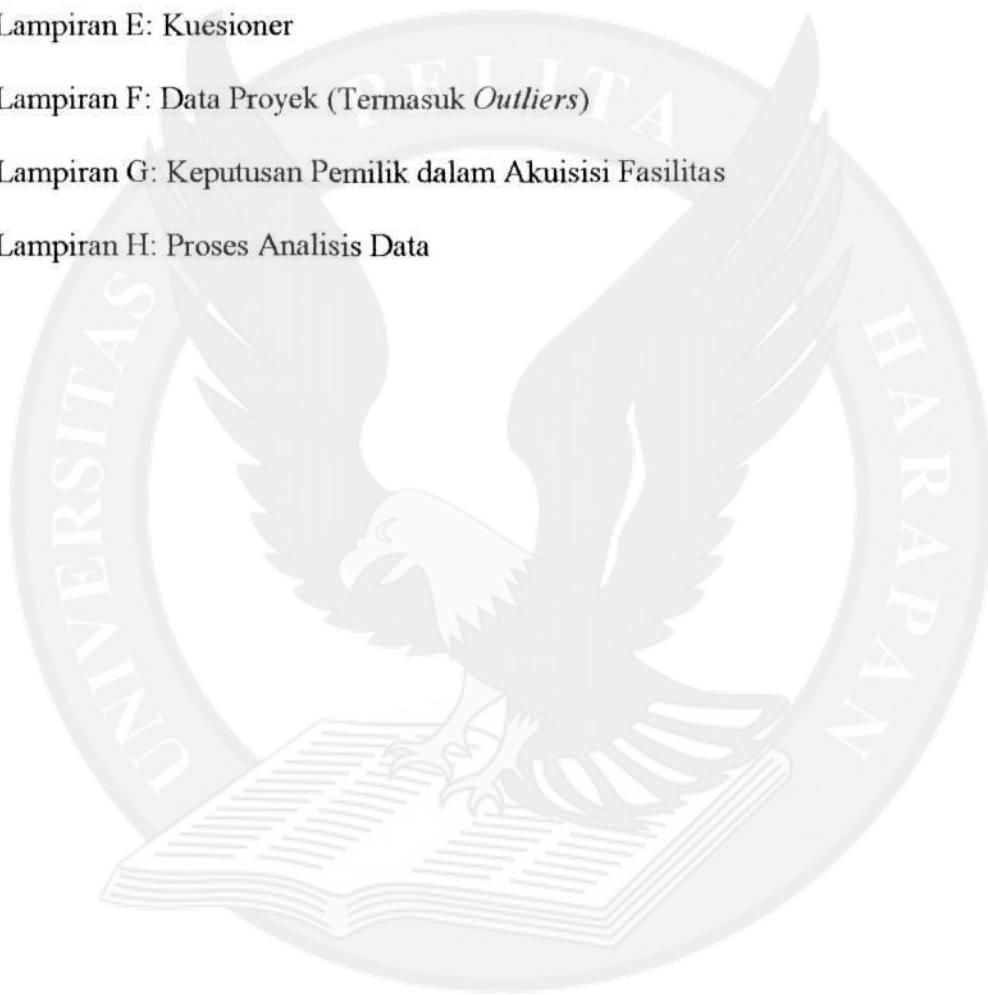 Lampiran E: Kuesioner
Lampiran F: Data Proyek (Termasuk Outliers)
Lampiran G: Keputusan Pemilik dalam Akuisisi Fasilitas
Lampiran H: Proses Analisis Data
UNIVERSITAS PELITA HARAPAN